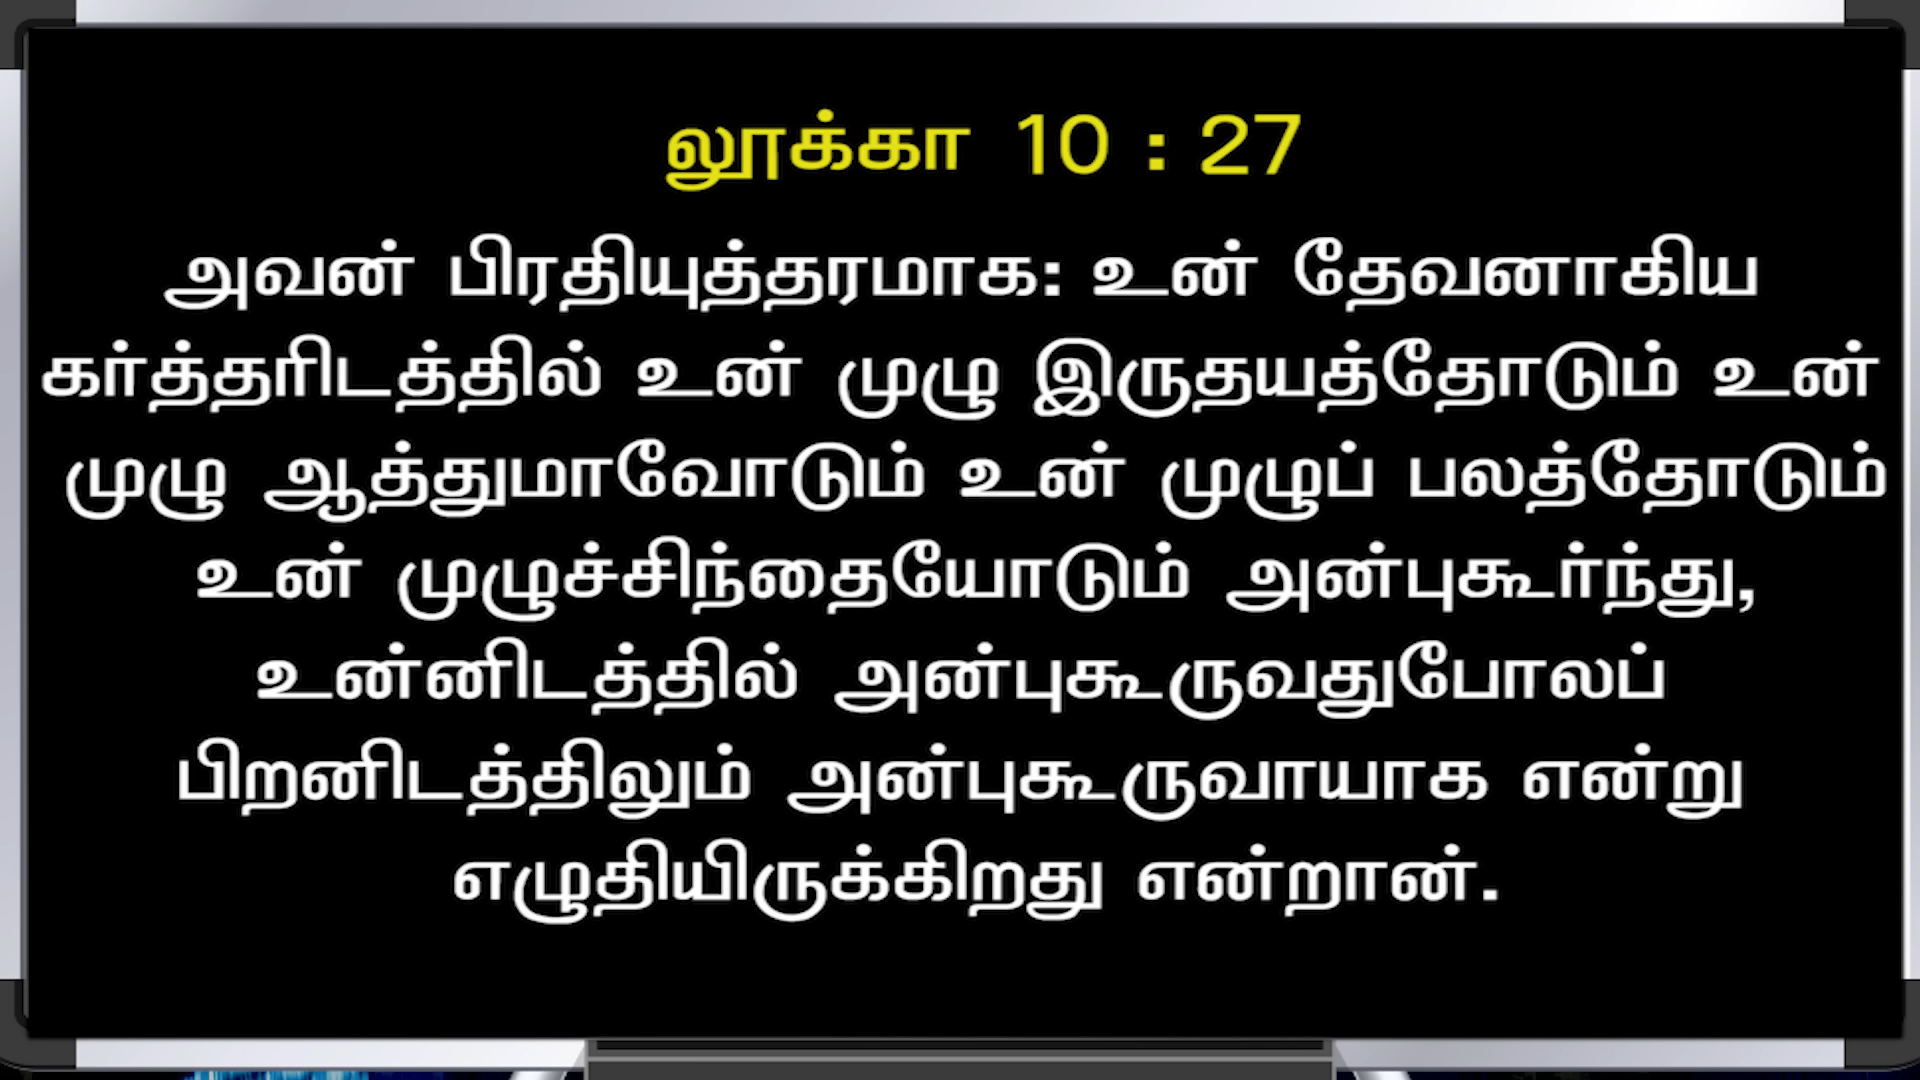 லூக்கா 10 : 27
அவன் பிரதியுத்தரமாக: உன் தேவனாகிய
கர்த்தரிடத்தில் உன் முழு இருதயத்தோடும் உன்
முழு ஆத்துமாவோடும் உன் முழுப் பலத்தோடும்
உன் முழுச்சிந்தையோடும் அன்புகூர்ந்து,
உன்னிடத்தில் அன்புகூருவதுபோலப்
பிறனிடத்திலும் அன்புகூருவாயாக என்று
எழுதியிருக்கிறது என்றான்.